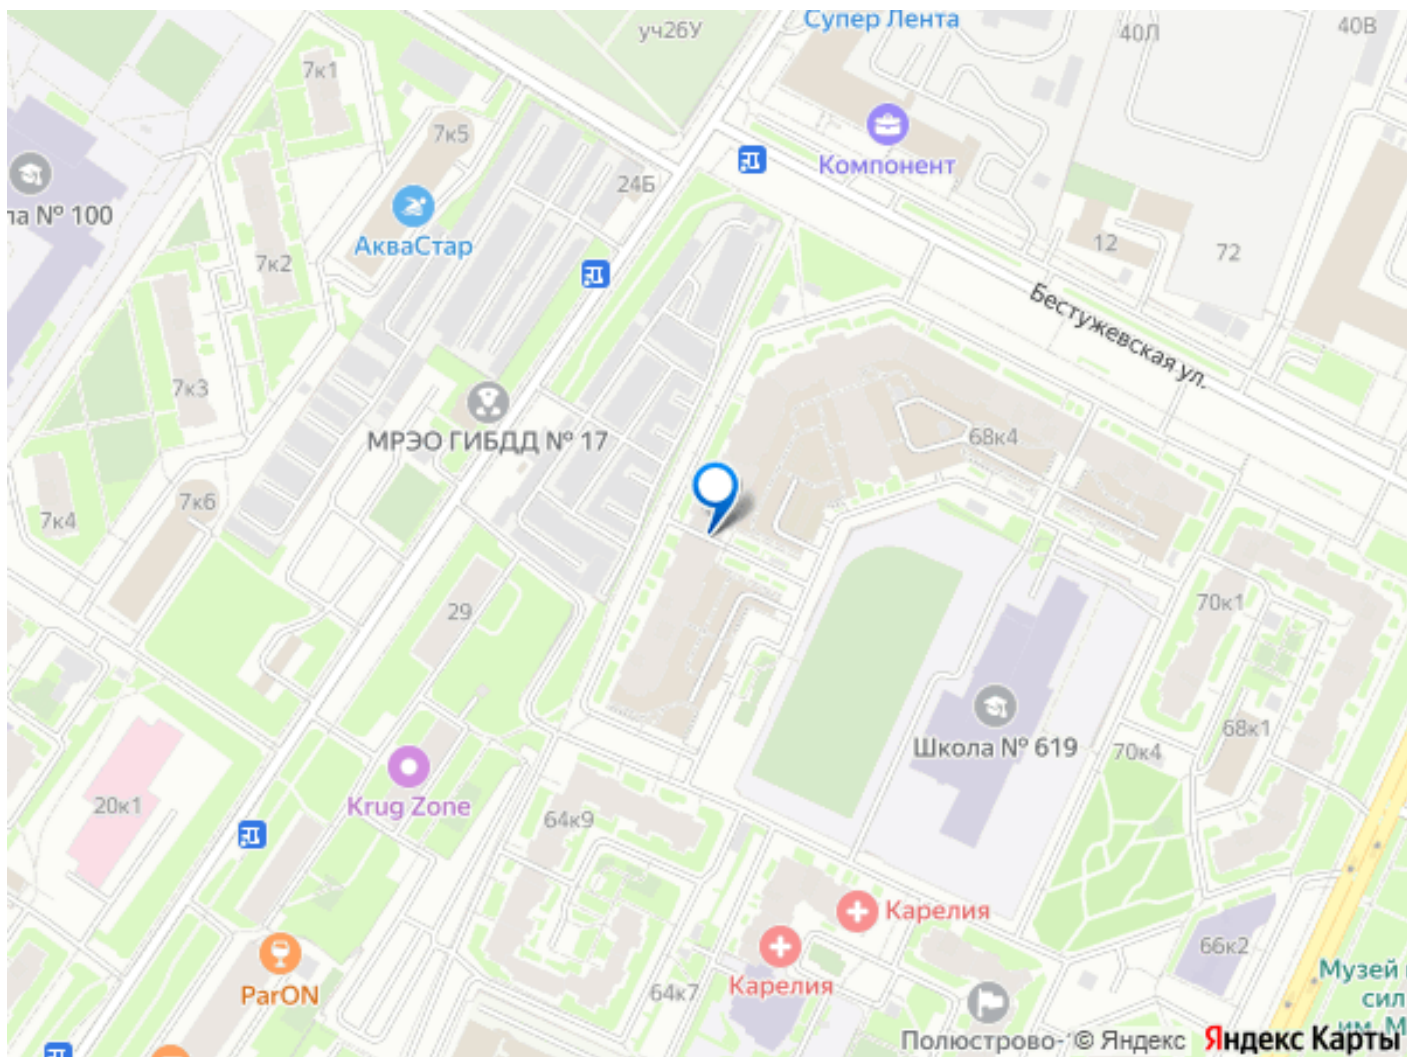 Супер Лента
уч26У
40Л
40В
7к1
7к5
Компонент
24Б
ла № 100
АкваСтар
12
72
7к2
Бестужевская ул.
7к3
МРЭО ГИБДД № 17
68к4
7к6
7к4
29
70к1
Школа № 619
68к1
70к4
20к1
Krug Zone
64к9
Карелия
66к2
Карелия
ParON
64к7
Музей
сил
им. М
Полюстрово-
© Яндекс
Яндекс Карты